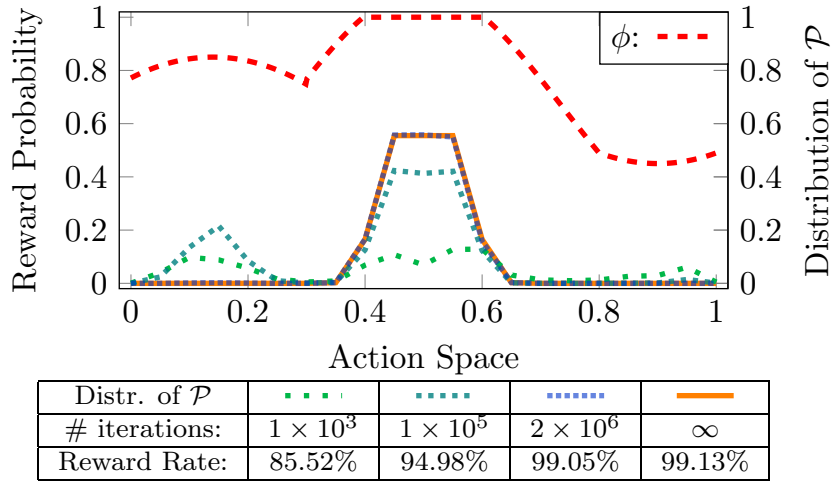 Reward Probability
Distribution of 𝒫
ϕ:
1
0.8
0.6
0.4
0.2
0
1
0.8
0.6
0.4
0.2
0
0 0.2 0.4 0.6 0.8 1
Action Space
Distr. of 𝒫
# iterations: 1 × 10³ 1 × 10⁵ 2 × 10⁶ ∞
Reward Rate: 85.52% 94.98% 99.05% 99.13%